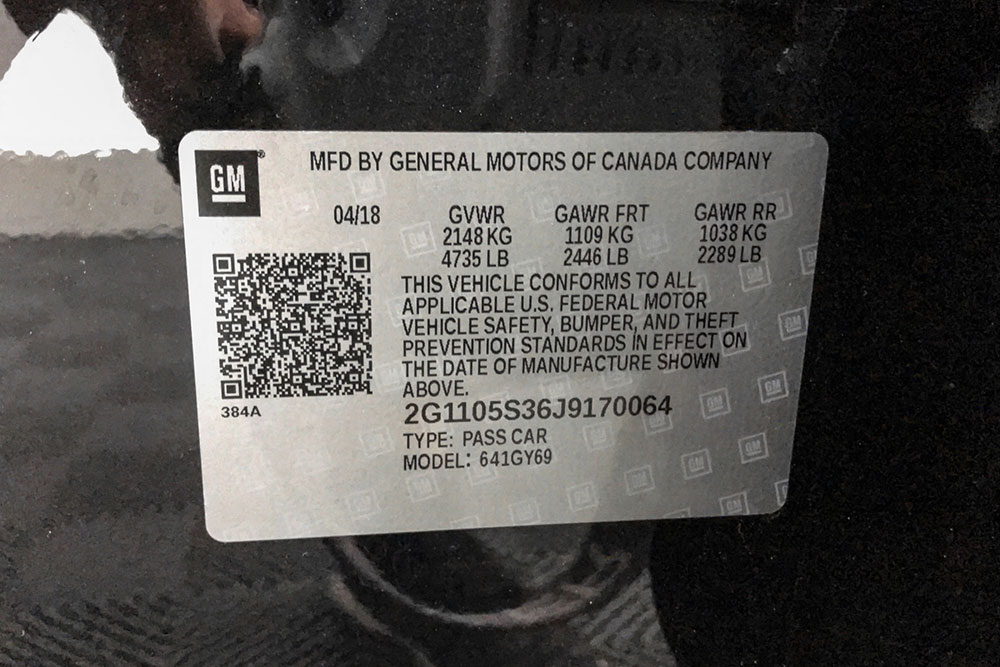 GM
MFD BY GENERAL MOTORS OF CANADA COMPANY
04/18 GVWR GAWR FRT GAWR RR
2148 KG 1109 KG 1038 KG
4735 LB 2446 LB 2289 LB
THIS VEHICLE CONFORMS TO ALL
APPLICABLE U.S. FEDERAL MOTOR
VEHICLE SAFETY, BUMPER, AND THEFT
PREVENTION STANDARDS IN EFFECT ON
THE DATE OF MANUFACTURE SHOWN
ABOVE.
384A
2G1105S36J9170064
TYPE: PASS CAR
MODEL: 641GY69